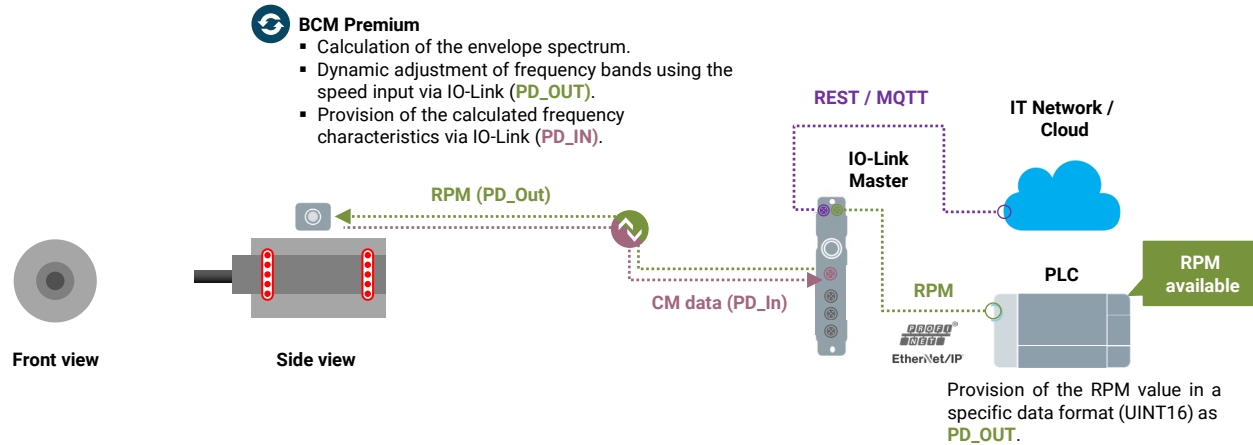 BCM Premium
▪ Calculation of the envelope spectrum.
▪ Dynamic adjustment of frequency bands using the
speed input via IO-Link (PD_OUT).
▪ Provision of the calculated frequency
characteristics via IO-Link (PD_IN).
REST / MQTT
IT Network /
Cloud
IO-Link
Master
RPM (PD_Out)
CM data (PD_In)
RPM
PLC
RPM
available
PROFI
NET®
EtherNet/IP
Front view
Side view
Provision of the RPM value in a
specific data format (UINT16) as
PD_OUT.